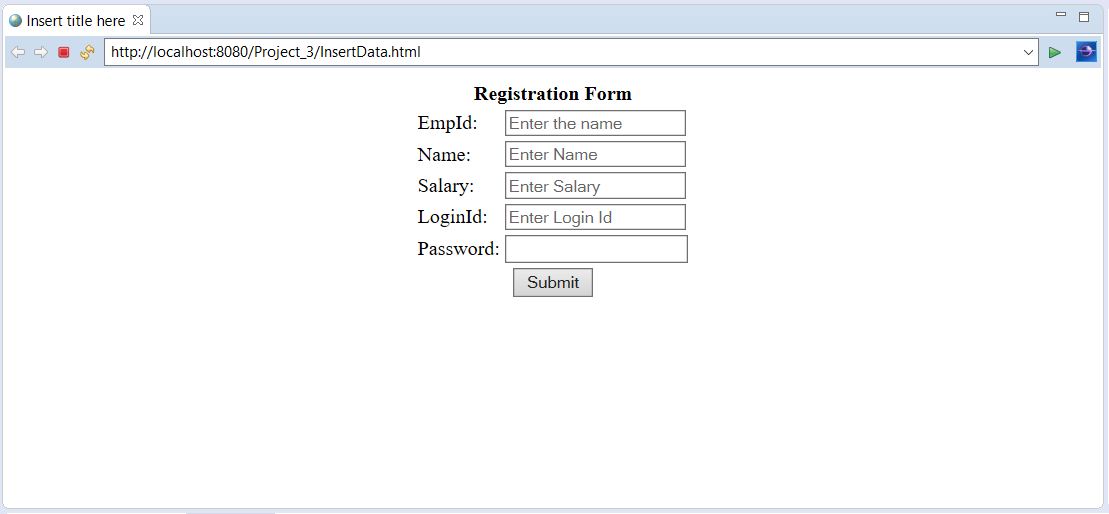 Insert title here
http://localhost:8080/Project_3/InsertData.html
Registration Form
EmpId: Enter the name
Name: Enter Name
Salary: Enter Salary
LoginId: Enter Login Id
Password:
Submit